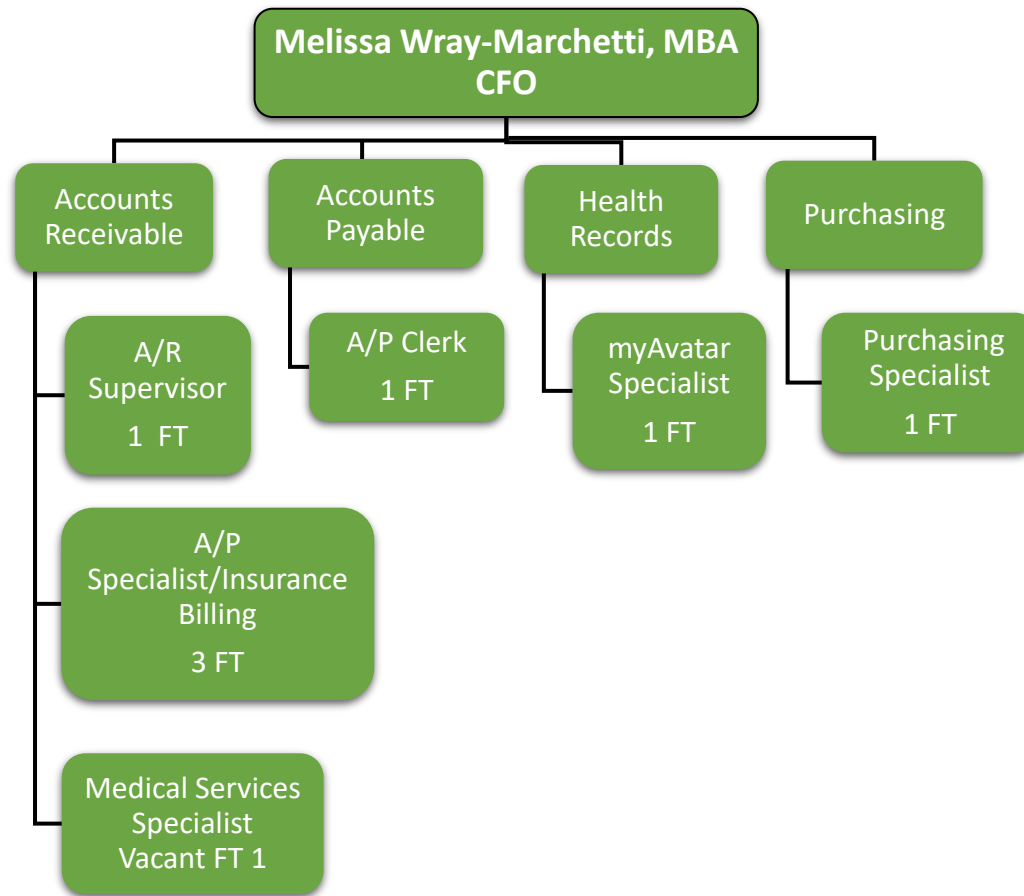 Melissa Wray-Marchetti, MBA
CFO
Accounts
Receivable
Accounts
Payable
Health
Records
Purchasing
A/R
Supervisor
1 FT
A/P Clerk
1 FT
myAvatar
Specialist
1 FT
Purchasing
Specialist
1 FT
A/P
Specialist/Insurance
Billing
3 FT
Medical Services
Specialist
Vacant FT 1